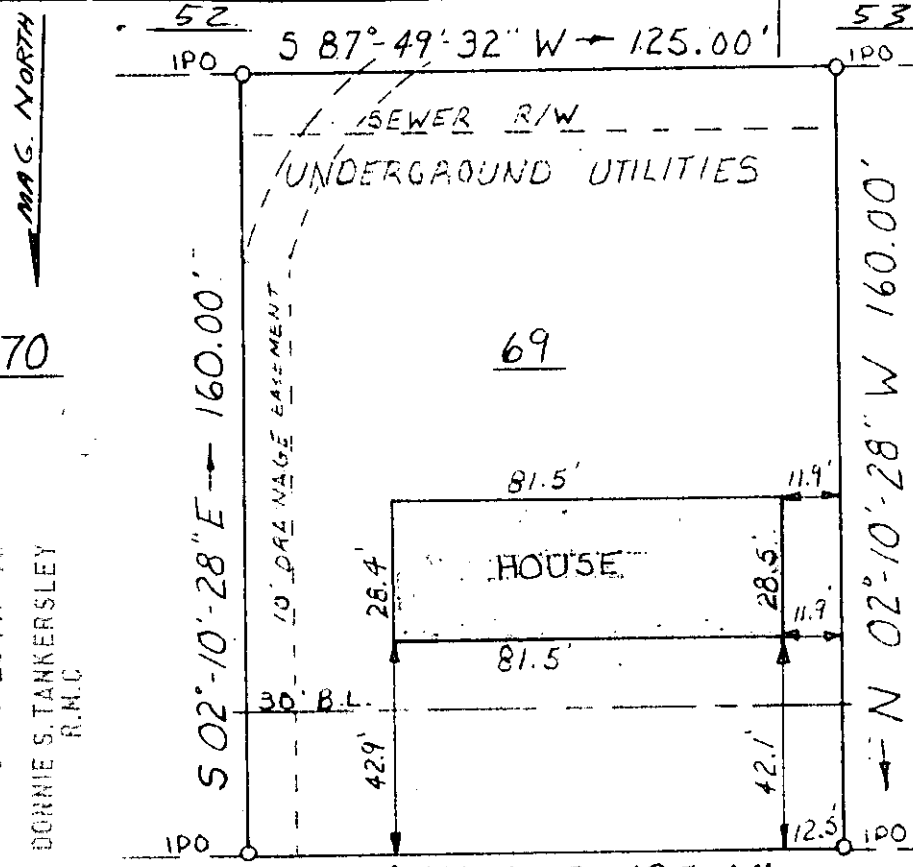 52
53
S 87°-49'-32" W → 125.00'
IPO
IPO
MAG. NORTH
SEWER R/W
UNDERGROUND UTILITIES
70
S 02°-10'-28" E → 160.00'
10' DRAINAGE EASEMENT
69
N 02°-10'-28" W 160.00'
81.5'
11.9'
28.4'
HOUSE
28.5'
11.9'
81.5'
30' B.L.
42.9'
42.1'
12.5'
IPO
IPO
DONNIE S. TANKERSLEY
R.M.C